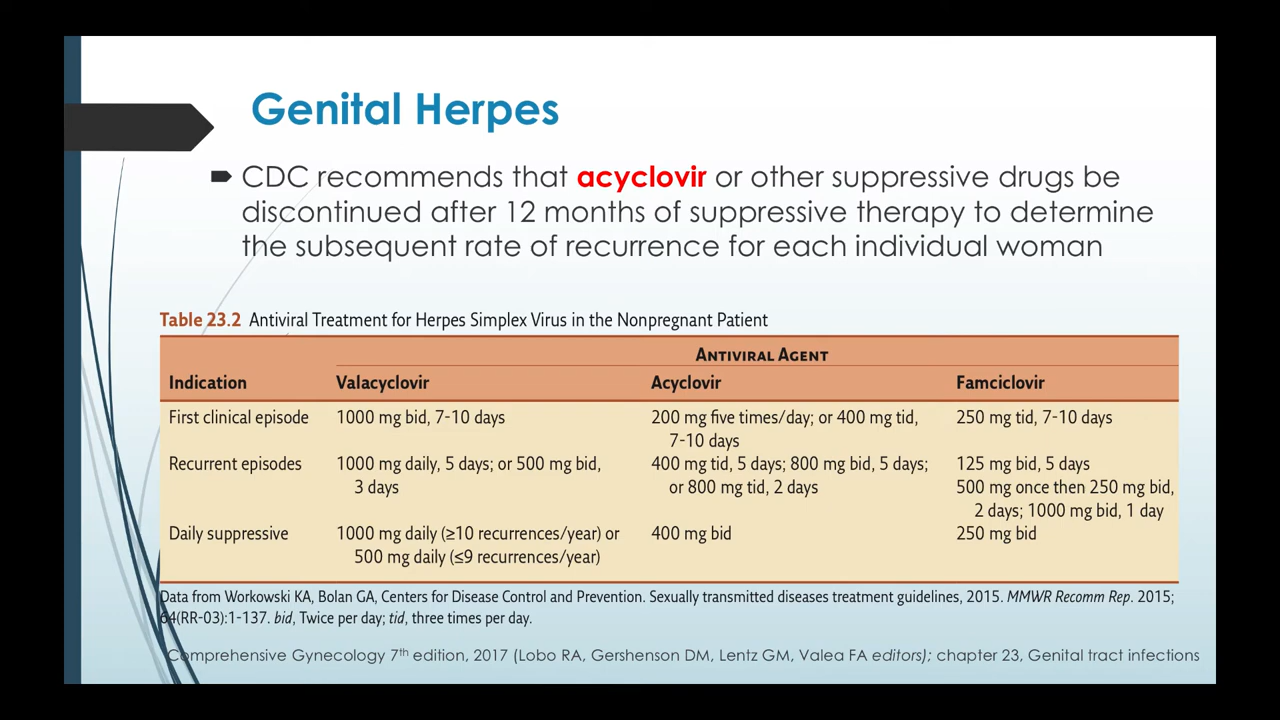 Genital Herpes
CDC recommends that acyclovir or other suppressive drugs be
discontinued after 12 months of suppressive therapy to determine
the subsequent rate of recurrence for each individual woman
Table 23.2 Antiviral Treatment for Herpes Simplex Virus in the Nonpregnant Patient
Antiviral Agent
Indication Valacyclovir Acyclovir Famciclovir
First clinical episode 1000 mg bid, 7-10 days 200 mg five times/day; or 400 mg tid, 250 mg tid, 7-10 days
7-10 days
Recurrent episodes 1000 mg daily, 5 days; or 500 mg bid, 400 mg tid, 5 days; 800 mg bid, 5 days; 125 mg bid, 5 days
3 days or 800 mg tid, 2 days 500 mg once then 250 mg bid,
2 days; 1000 mg bid, 1 day
Daily suppressive 1000 mg daily (≥10 recurrences/year) or 400 mg bid 250 mg bid
500 mg daily (≤9 recurrences/year)
Data from Workowski KA, Bolan GA, Centers for Disease Control and Prevention. Sexually transmitted diseases treatment guidelines, 2015. MMWR Recomm Rep. 2015;
64(RR-03):1-137. bid, Twice per day; tid, three times per day.
Comprehensive Gynecology 7th edition, 2017 (Lobo RA, Gershenson DM, Lentz GM, Valea FA editors); chapter 23, Genital tract infections